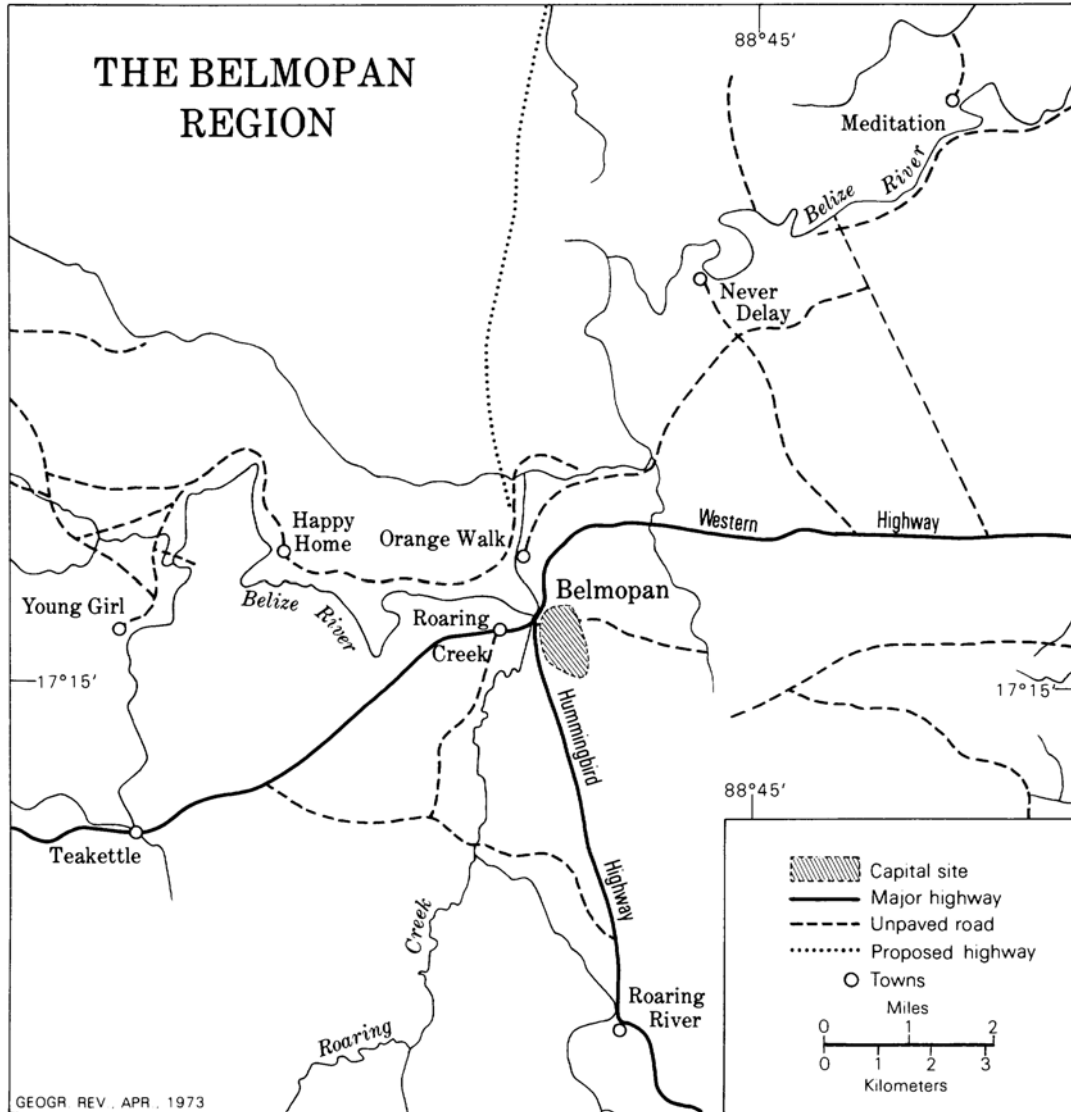 THE BELMOPAN
REGION
88°45'
Meditation
Belize River
Never
Delay
Happy
Home
Orange Walk
Western Highway
Young Girl
Belize River
Roaring
Creek
Belmopan
17°15'
17°15'
Hummingbird Highway
88°45'
Teakettle
Roaring Creek
Roaring
River
Capital site
Major highway
Unpaved road
Proposed highway
Towns
Miles
0 1 2
0 1 2 3
Kilometers
GEOGR. REV., APR., 1973